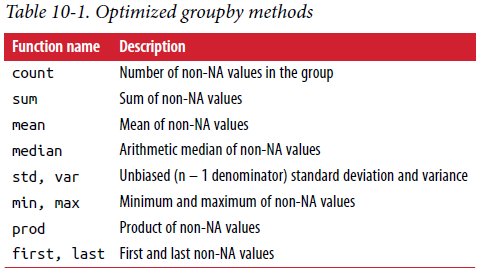 Table 10-1. Optimized groupby methods
Function name Description
count Number of non-NA values in the group
sum Sum of non-NA values
mean Mean of non-NA values
median Arithmetic median of non-NA values
std, var Unbiased (n – 1 denominator) standard deviation and variance
min, max Minimum and maximum of non-NA values
prod Product of non-NA values
first, last First and last non-NA values